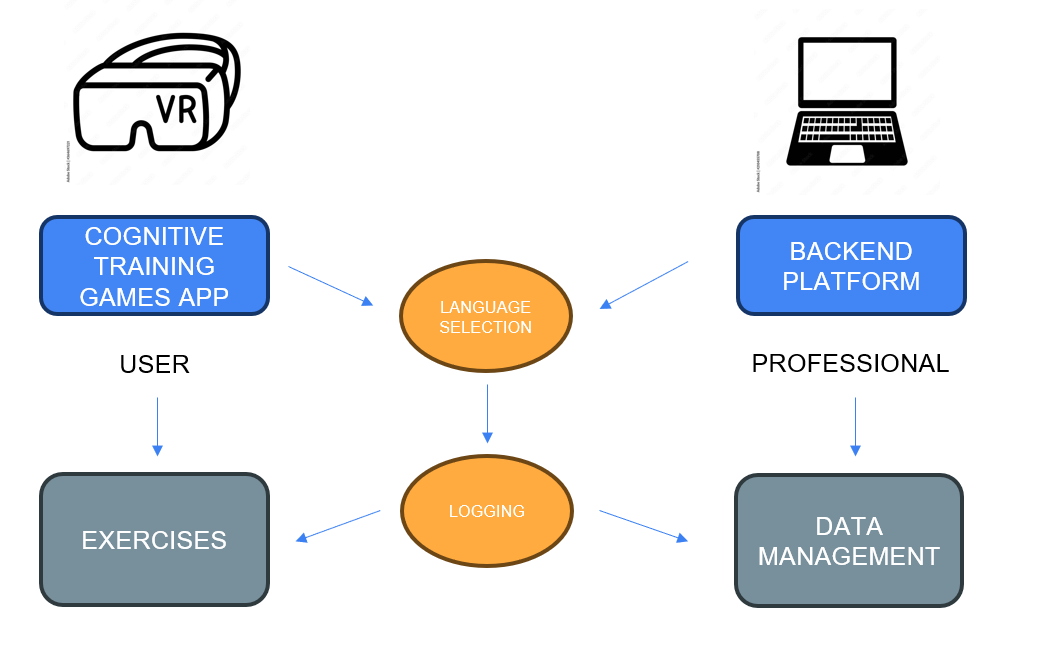 VR
COGNITIVE
TRAINING
GAMES APP
BACKEND
PLATFORM
LANGUAGE
SELECTION
USER
PROFESSIONAL
LOGGING
EXERCISES
DATA
MANAGEMENT